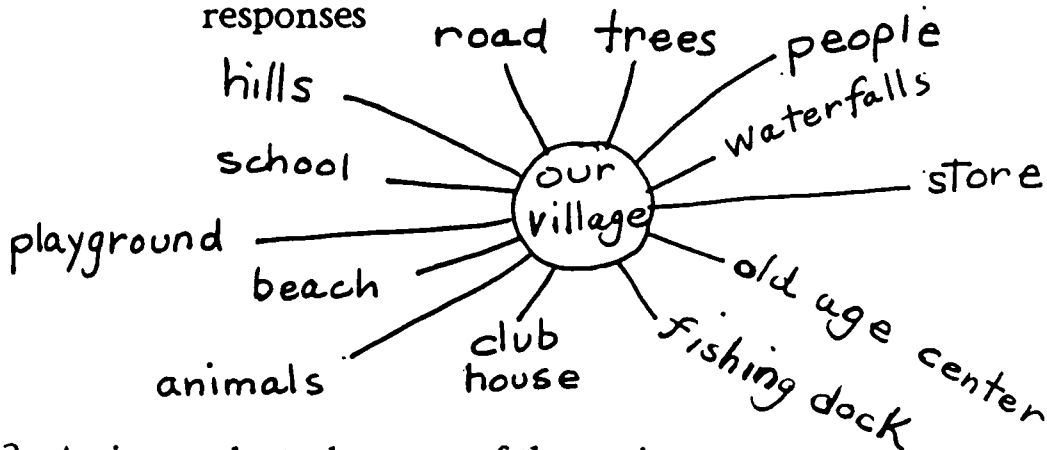 responses
road
trees
people
hills
waterfalls
school
our
village
store
playground
beach
old age center
club
house
fishing dock
animals